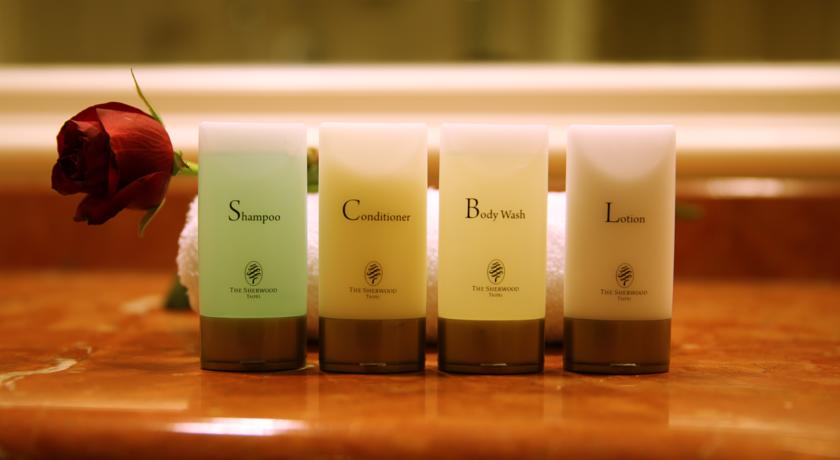 Shampoo
THE SHERWOOD
TAIPEI
Conditioner
THE SHERWOOD
TAIPEI
Body Wash
THE SHERWOOD
TAIPEI
Lotion
THE SHERWOOD
TAIPEI